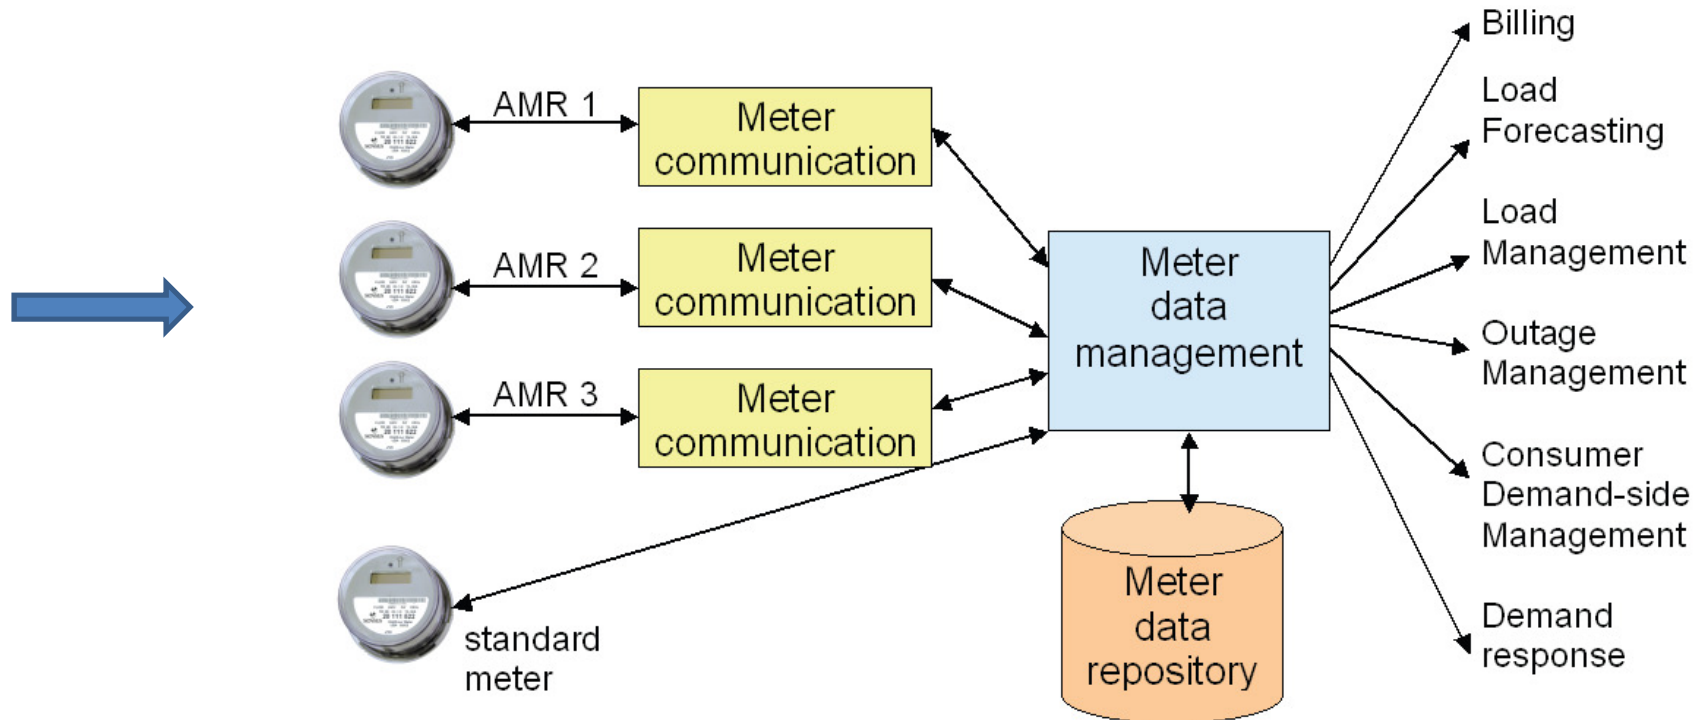 AMR 1
Meter
communication
AMR 2
Meter
communication
AMR 3
Meter
communication
standard
meter
Meter
data
management
Meter
data
repository
Billing
Load
Forecasting
Load
Management
Outage
Management
Consumer
Demand-side
Management
Demand
response